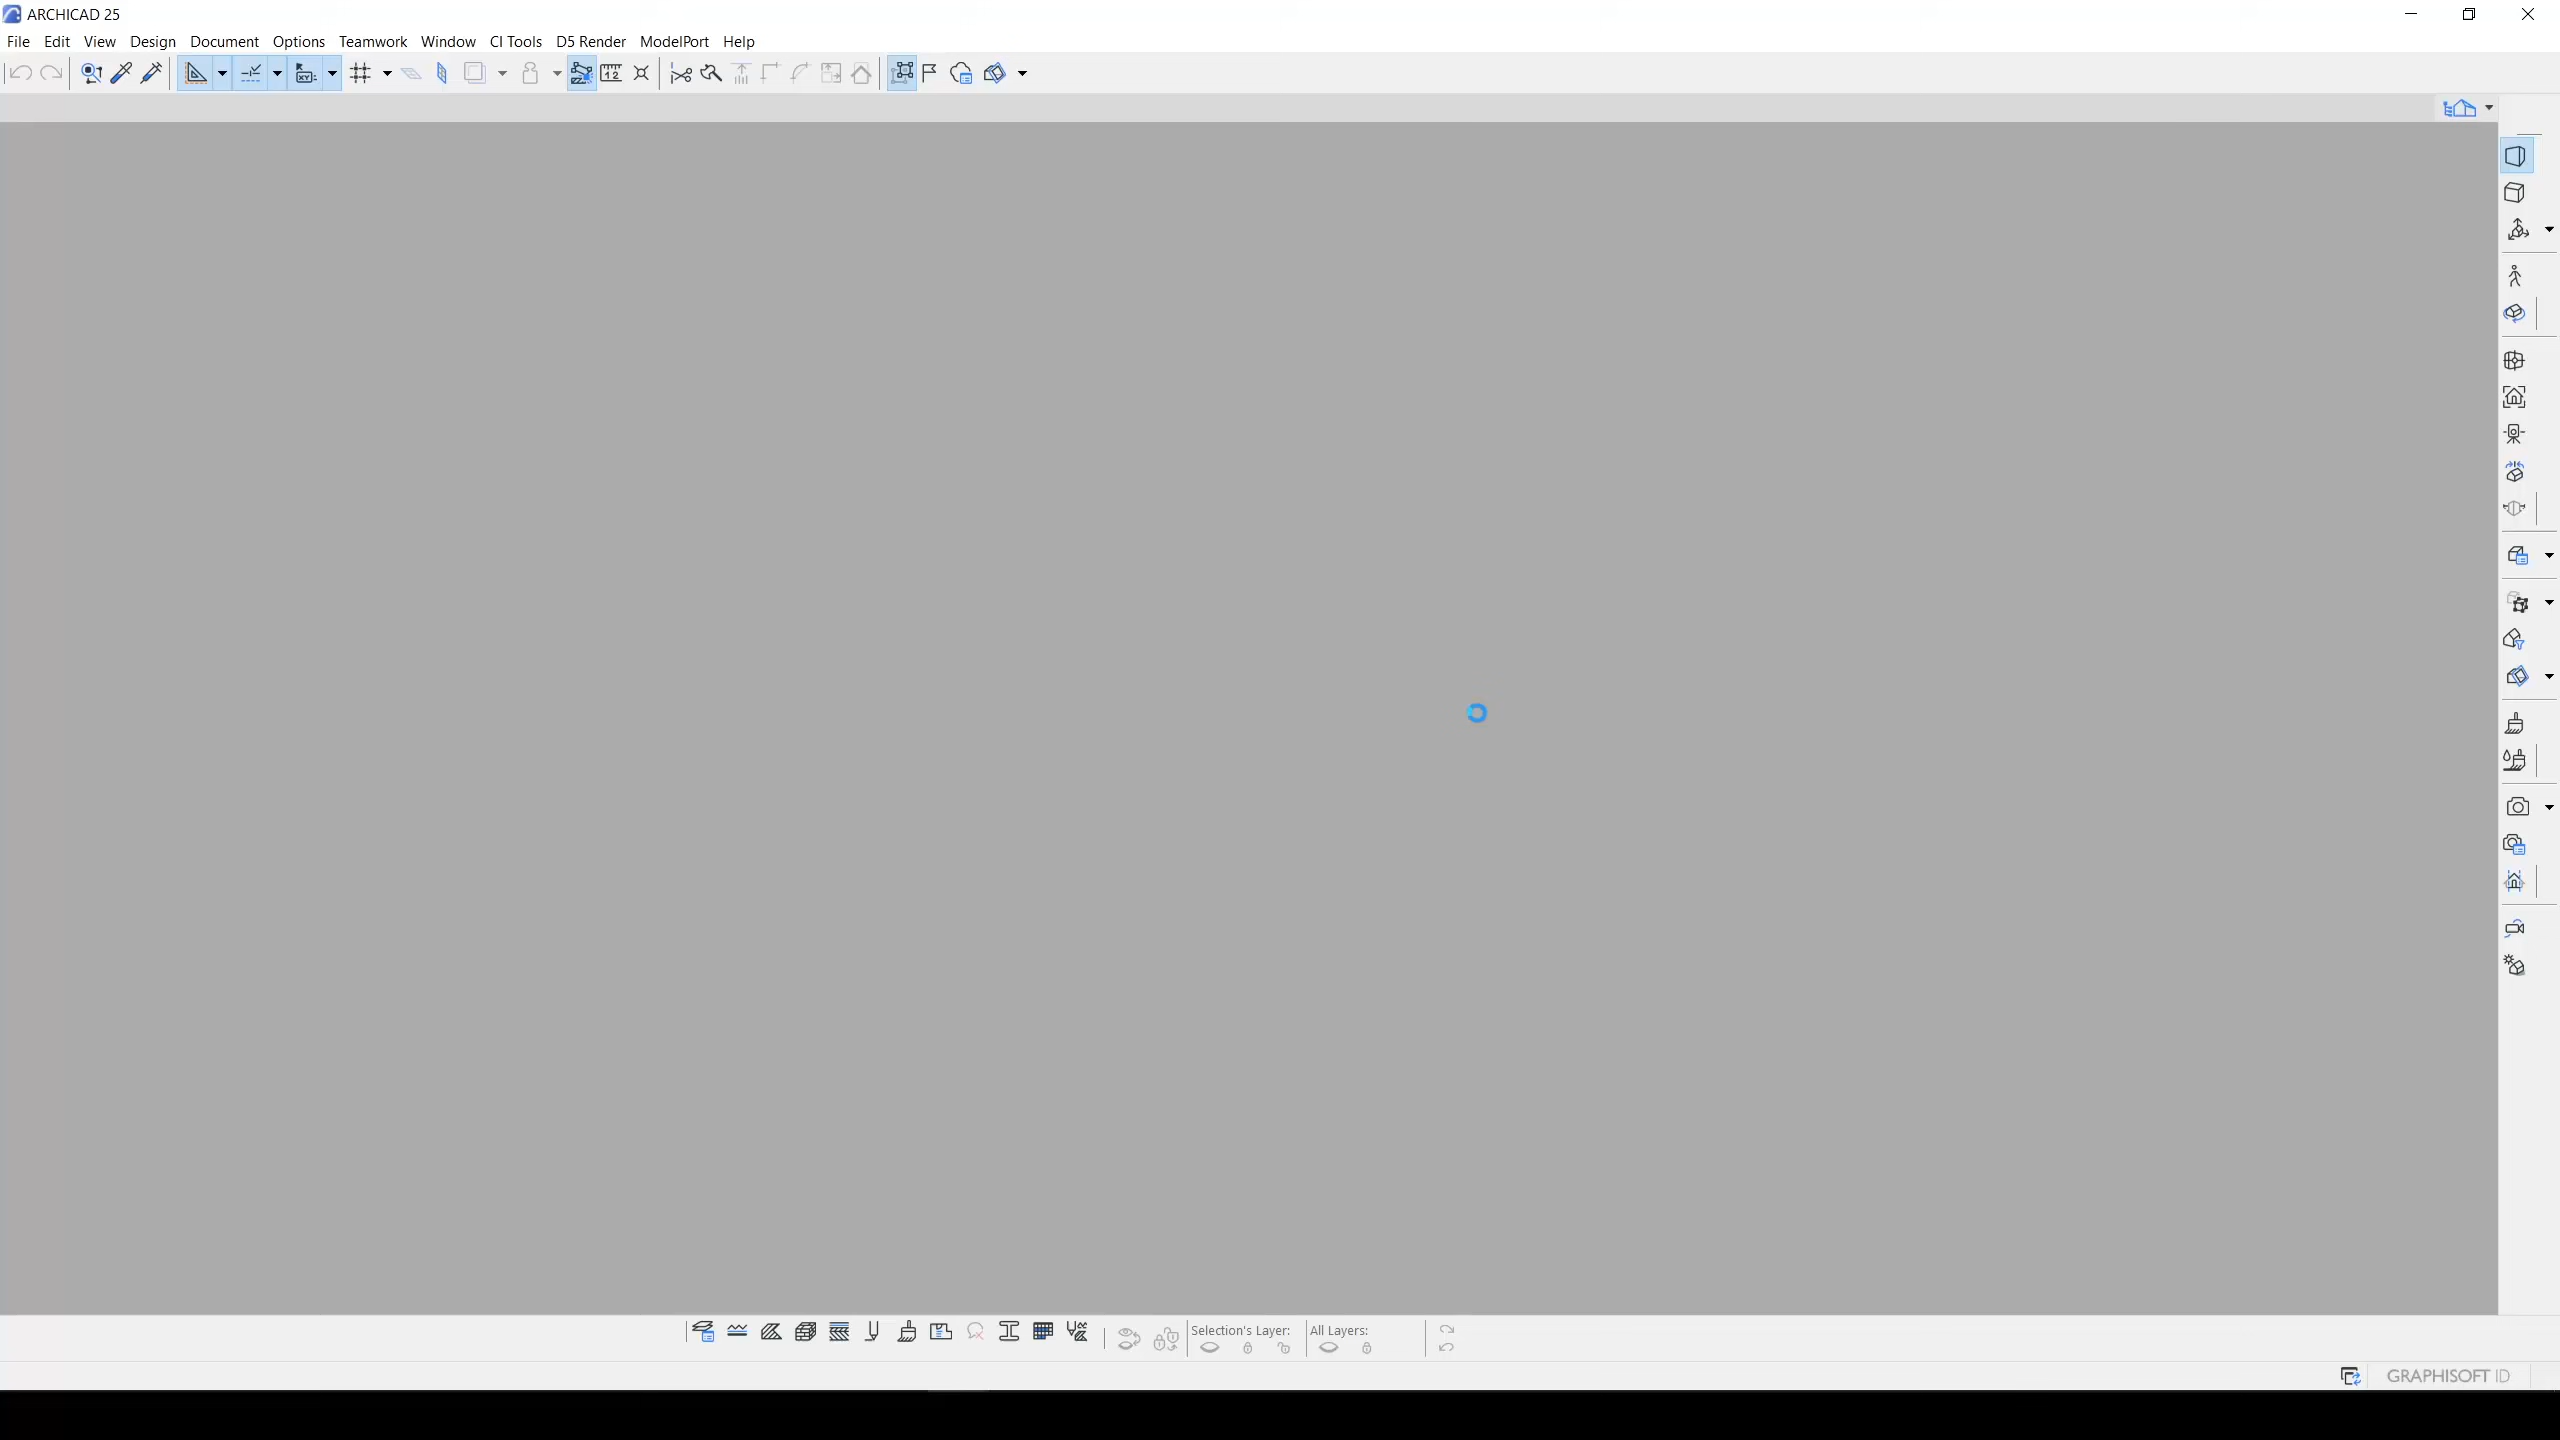 ARCHICAD 25
File Edit View Design Document Options Teamwork Window CI Tools D5 Render ModelPort Help
Selection's Layer: All Layers:
GRAPHISOFT ID